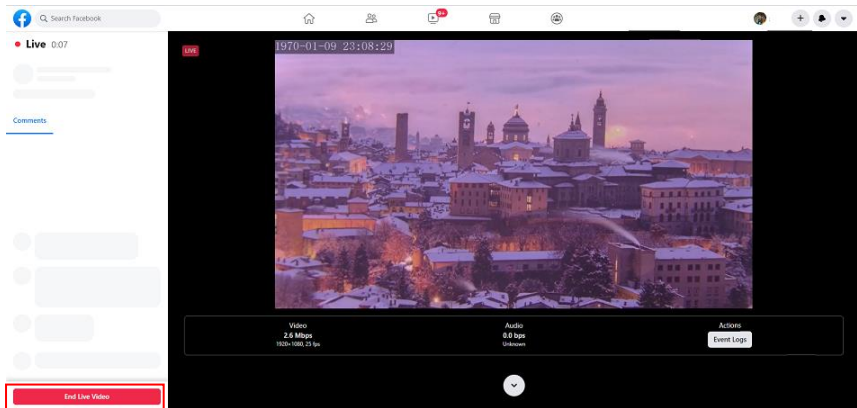 Search Facebook
9+
Live 0:07
LIVE
1970-01-09 23:08:29
Comments
Video
2.6 Mbps
1920×1080, 25 fps
Audio
0.0 bps
Unknown
Actions
Event Logs
End Live Video